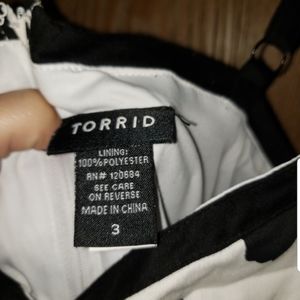 TORRID
LINING:
100% POLYESTER
RN# 120684
SEE CARE
ON REVERSE
MADE IN CHINA
3